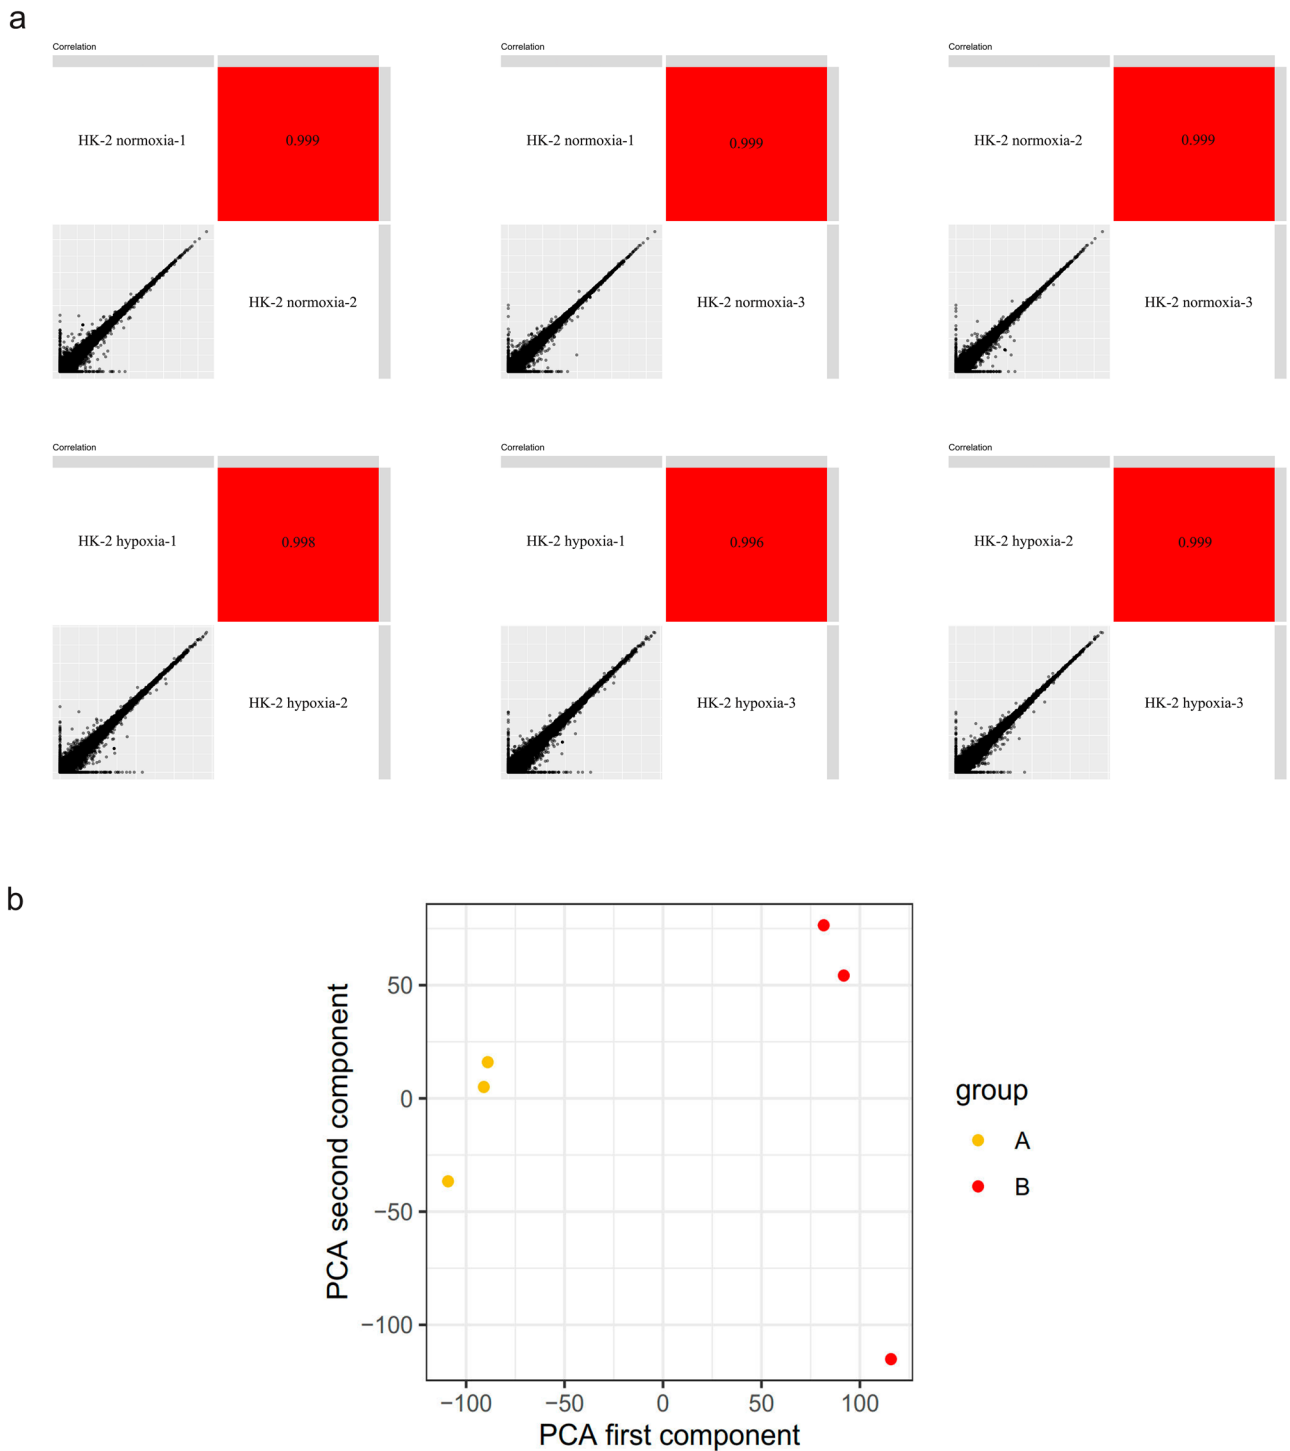 a
Correlation
HK-2 normoxia-1
0.999
HK-2 normoxia-2
Correlation
HK-2 normoxia-1
0.999
HK-2 normoxia-3
Correlation
HK-2 normoxia-2
0.999
HK-2 normoxia-3
Correlation
HK-2 hypoxia-1
0.998
HK-2 hypoxia-2
Correlation
HK-2 hypoxia-1
0.996
HK-2 hypoxia-3
Correlation
HK-2 hypoxia-2
0.999
HK-2 hypoxia-3
b
PCA second component
50
0
−50
−100
−100
−50
0
50
100
PCA first component
group
A
B